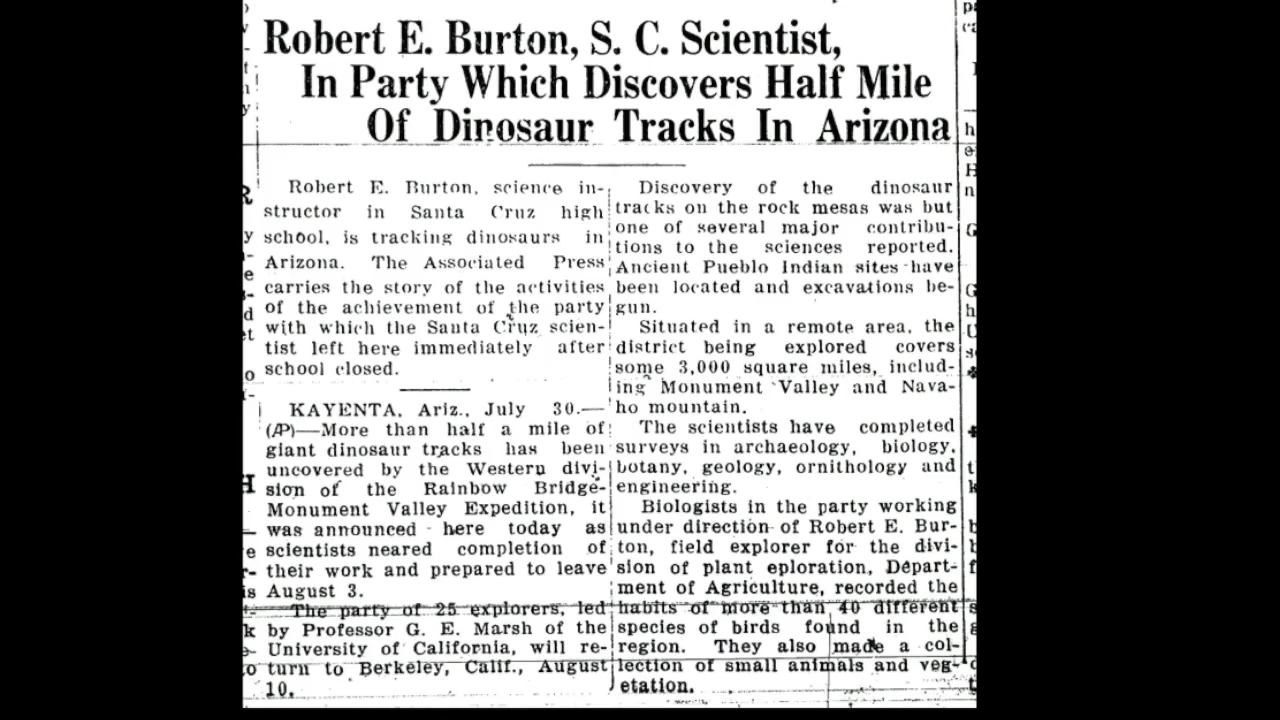 Robert E. Burton, S. C. Scientist,
In Party Which Discovers Half Mile
Of Dinosaur Tracks In Arizona
Robert E. Burton, science in-
structor in Santa Cruz high
school, is tracking dinosaurs in
Arizona. The Associated Press
carries the story of the activities
of the achievement of the party
with which the Santa Cruz scien-
tist left here immediately after
school closed.
KAYENTA, Ariz., July 30.—
(AP)—More than half a mile of
giant dinosaur tracks has been
uncovered by the Western divi-
sion of the Rainbow Bridge-
Monument Valley Expedition, it
was announced here today as
scientists neared completion of
their work and prepared to leave
August 3.
The party of 25 explorers, led
by Professor G. E. Marsh of the
University of California, will re-
turn to Berkeley, Calif., August
10.
Discovery of the dinosaur
tracks on the rock mesas was but
one of several major contribu-
tions to the sciences reported.
Ancient Pueblo Indian sites have
been located and excavations be-
gun.
Situated in a remote area, the
district being explored covers
some 3,000 square miles, includ-
ing Monument Valley and Nava-
ho mountain.
The scientists have completed
surveys in archaeology, biology,
botany, geology, ornithology and
engineering.
Biologists in the party working
under direction of Robert E. Bur-
ton, field explorer for the divi-
sion of plant eploration, Depart-
ment of Agriculture, recorded the
habits of more than 40 different
species of birds found in the
region. They also made a col-
lection of small animals and veg-
etation.